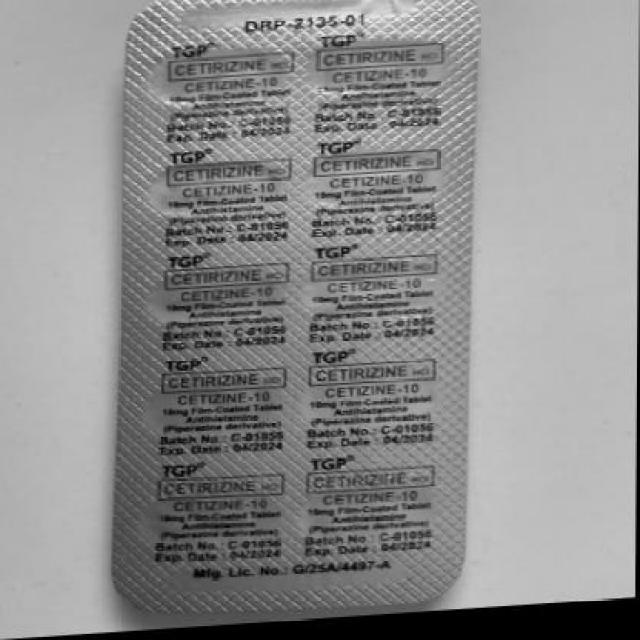 DRP-2135-01
TGP
CETIRIZINE HCl
CETIZINE-10
10mg Film-Coated Tablet
Antihistamine
(Piperazine derivative)
Batch No : C-01056
Exp. Date : 04/2024
TGP
CETIRIZINE HCl
CETIZINE-10
10mg Film-Coated Tablet
Antihistamine
(Piperazine derivative)
Batch No : C-01056
Exp. Date : 04/2024
TGP
CETIRIZINE HCl
CETIZINE-10
10mg Film-Coated Tablet
Antihistamine
(Piperazine derivative)
Batch No : C-01056
Exp. Date : 04/2024
TGP
CETIRIZINE HCl
CETIZINE-10
10mg Film-Coated Tablet
Antihistamine
(Piperazine derivative)
Batch No : C-01056
Exp. Date : 04/2024
TGP
CETIRIZINE HCl
CETIZINE-10
10mg Film-Coated Tablet
Antihistamine
(Piperazine derivative)
Batch No : C-01056
Exp. Date : 04/2024
TGP
CETIRIZINE HCl
CETIZINE-10
10mg Film-Coated Tablet
Antihistamine
(Piperazine derivative)
Batch No : C-01056
Exp. Date : 04/2024
TGP
CETIRIZINE HCl
CETIZINE-10
10mg Film-Coated Tablet
Antihistamine
(Piperazine derivative)
Batch No : C-01056
Exp. Date : 04/2024
TGP
CETIRIZINE HCl
CETIZINE-10
10mg Film-Coated Tablet
Antihistamine
(Piperazine derivative)
Batch No : C-01056
Exp. Date : 04/2024
TGP
CETIRIZINE HCl
CETIZINE-10
10mg Film-Coated Tablet
Antihistamine
(Piperazine derivative)
Batch No : C-01056
Exp. Date : 04/2024
TGP
CETIRIZINE HCl
CETIZINE-10
10mg Film-Coated Tablet
Antihistamine
(Piperazine derivative)
Batch No : C-01056
Exp. Date : 04/2024
Mfg. Lic. No.: G/25A/4497-A